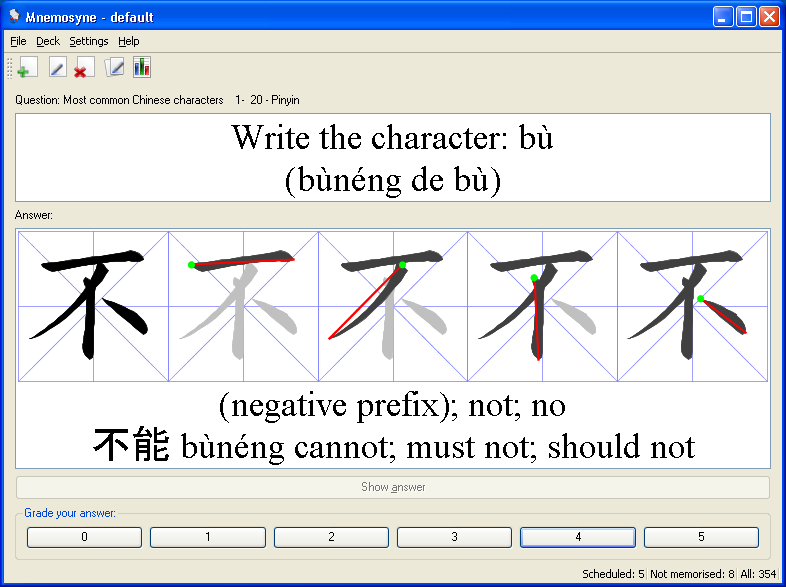 Mnemosyne - default
File Deck Settings Help
Question: Most common Chinese characters 1- 20 - Pinyin
Write the character: bù
(bùnéng de bù)
Answer:
不 不 不 不 不
(negative prefix); not; no
不能 bùnéng cannot; must not; should not
Show answer
Grade your answer:
0 1 2 3 4 5
Scheduled: 5 Not memorised: 8 All: 354